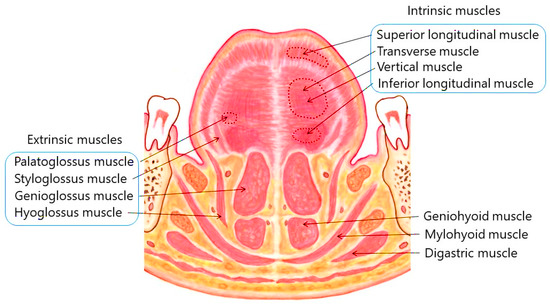 Intrinsic muscles
Superior longitudinal muscle
Transverse muscle
Vertical muscle
Inferior longitudinal muscle
Extrinsic muscles
Palatoglossus muscle
Styloglossus muscle
Genioglossus muscle
Hyoglossus muscle
Geniohyoid muscle
Mylohyoid muscle
Digastric muscle